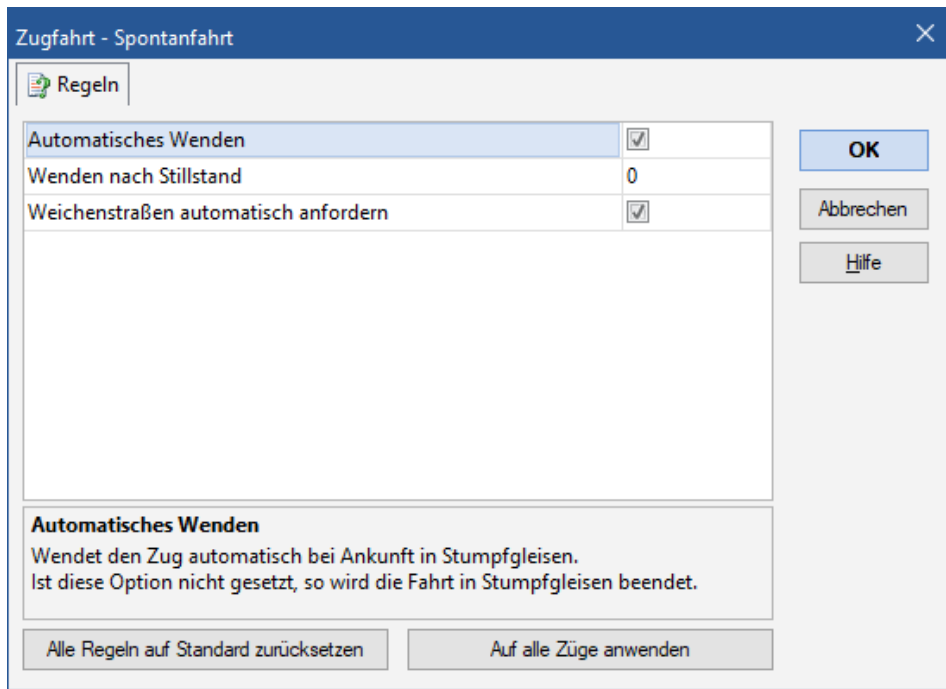 Zugfahrt - Spontanfahrt
Regeln
Automatisches Wenden
Wenden nach Stillstand 0
Weichenstraßen automatisch anfordern
OK
Abbrechen
Hilfe
Automatisches Wenden
Wendet den Zug automatisch bei Ankunft in Stumpfgleisen.
Ist diese Option nicht gesetzt, so wird die Fahrt in Stumpfgleisen beendet.
Alle Regeln auf Standard zurücksetzen
Auf alle Züge anwenden